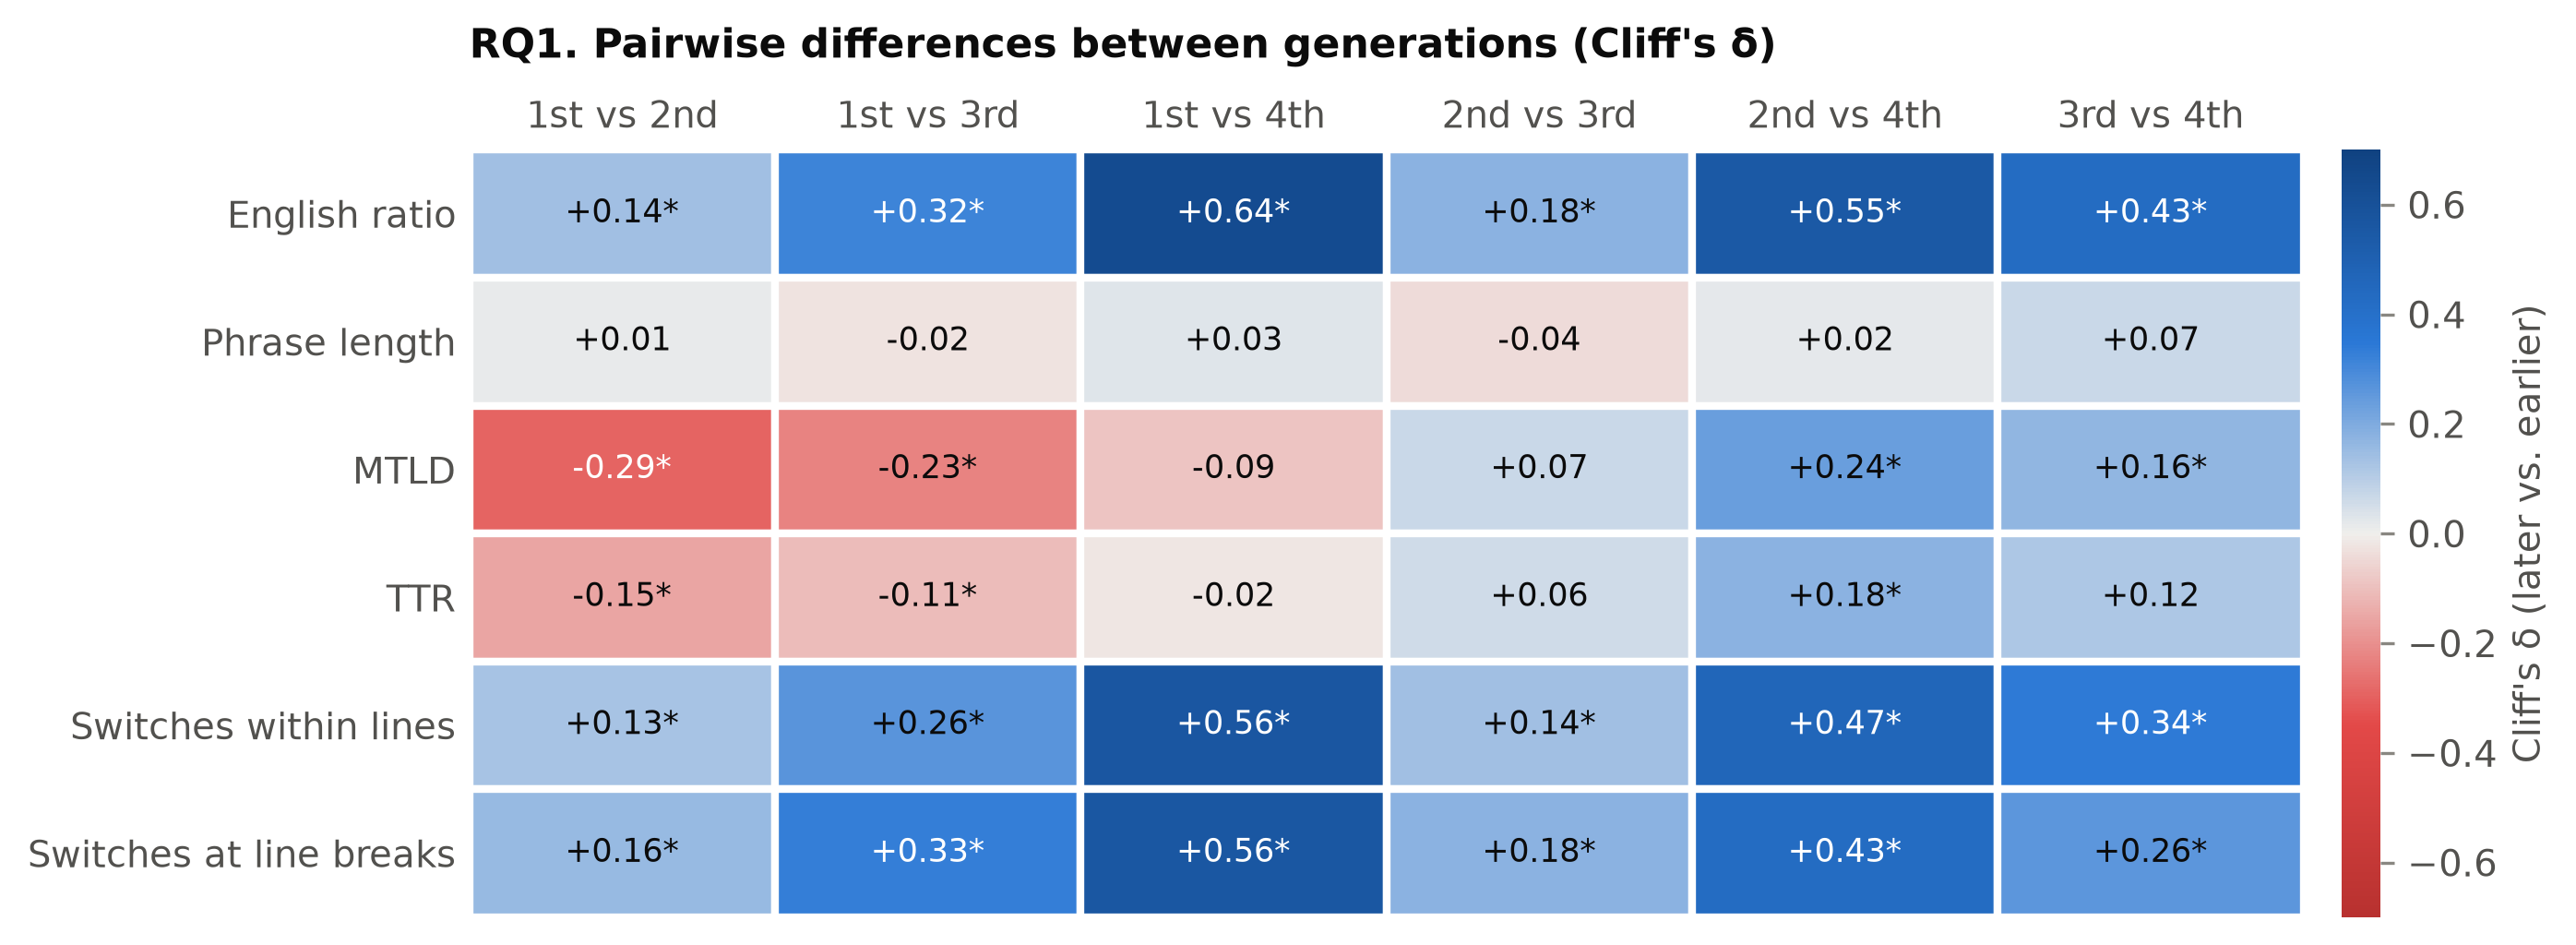 RQ1. Pairwise differences between generations (Cliff's δ)
1st vs 2nd 1st vs 3rd 1st vs 4th 2nd vs 3rd 2nd vs 4th 3rd vs 4th
English ratio +0.14* +0.32* +0.64* +0.18* +0.55* +0.43*
Phrase length +0.01 -0.02 +0.03 -0.04 +0.02 +0.07
MTLD -0.29* -0.23* -0.09 +0.07 +0.24* +0.16*
TTR -0.15* -0.11* -0.02 +0.06 +0.18* +0.12
Switches within lines +0.13* +0.26* +0.56* +0.14* +0.47* +0.34*
Switches at line breaks +0.16* +0.33* +0.56* +0.18* +0.43* +0.26*
0.6
0.4
0.2
0.0
−0.2
−0.4
−0.6
Cliff's δ (later vs. earlier)